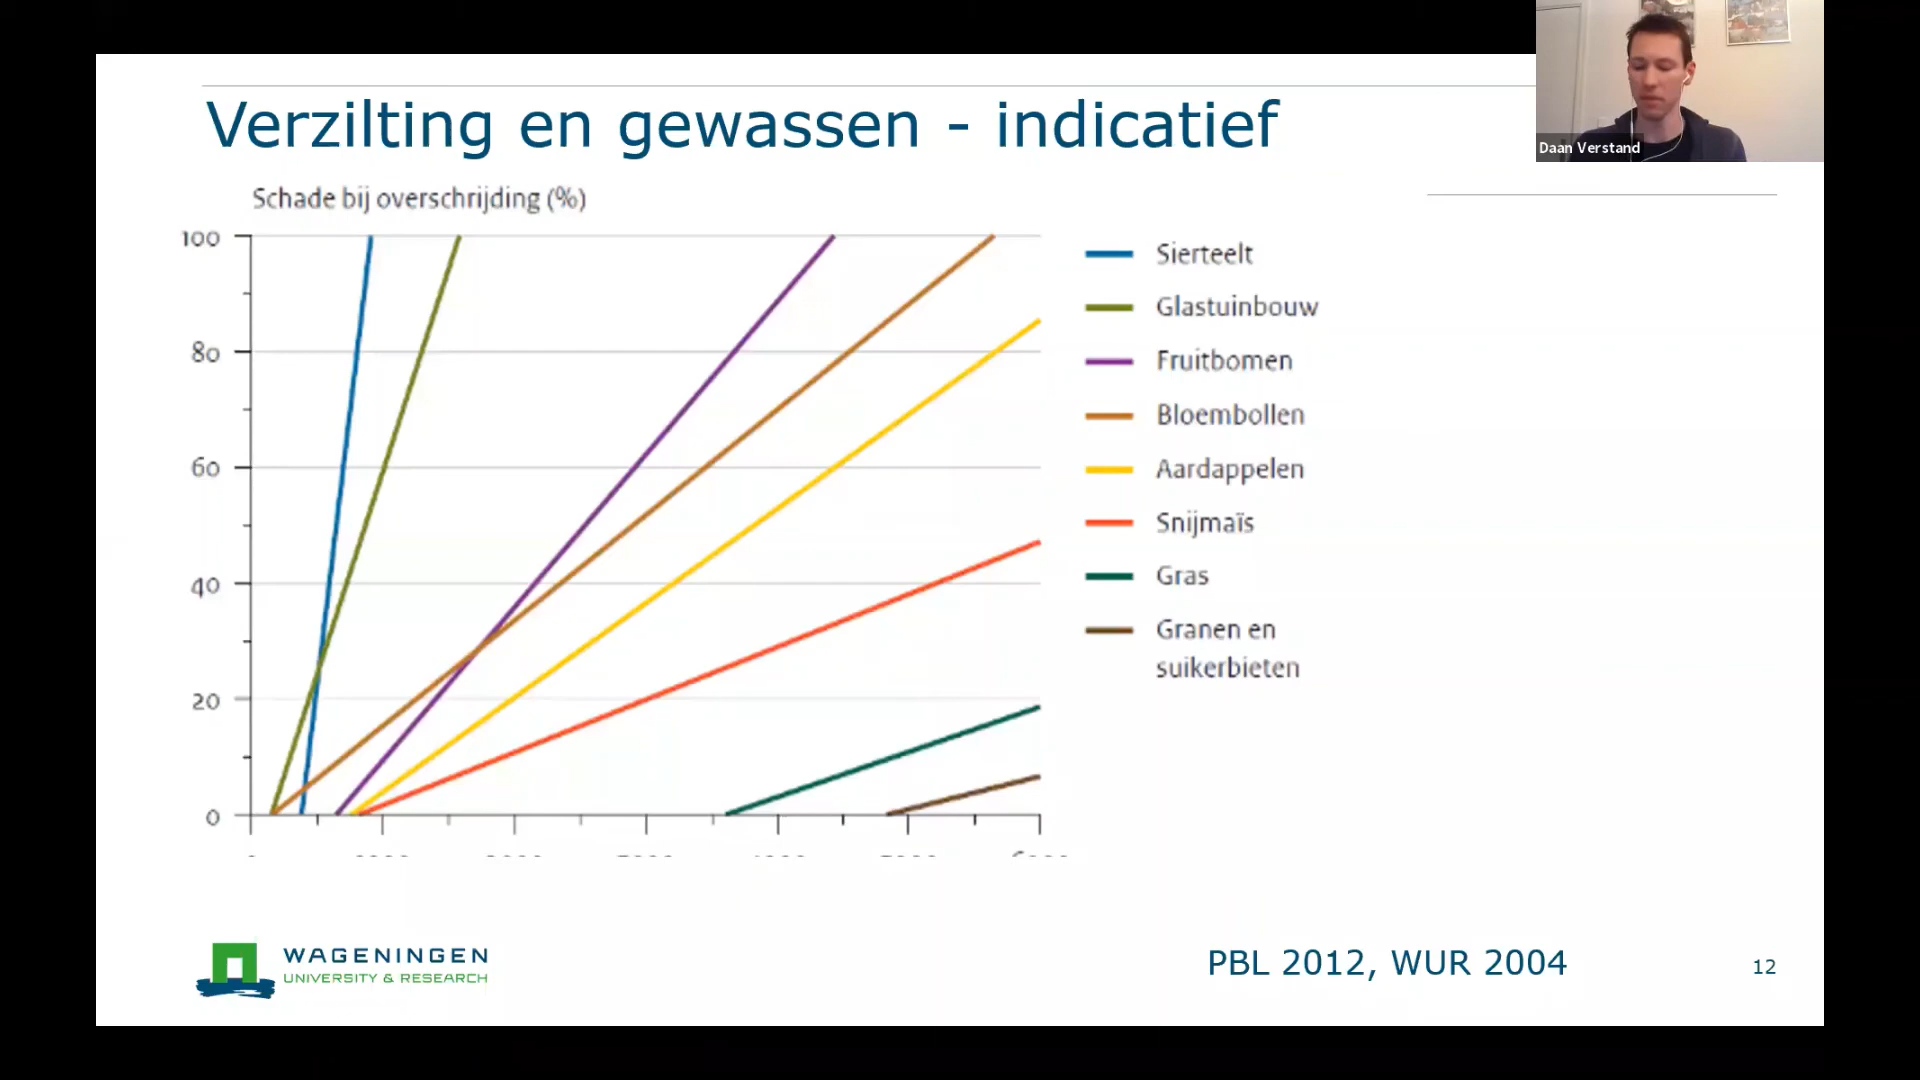 Verzilting en gewassen - indicatief
Daan Verstand
Schade bij overschrijding (%)
100
80
60
40
20
0
Sierteelt
Glastuinbouw
Fruitbomen
Bloembollen
Aardappelen
Snijmaïs
Gras
Granen en
suikerbieten
WAGENINGEN
UNIVERSITY & RESEARCH
PBL 2012, WUR 2004
12